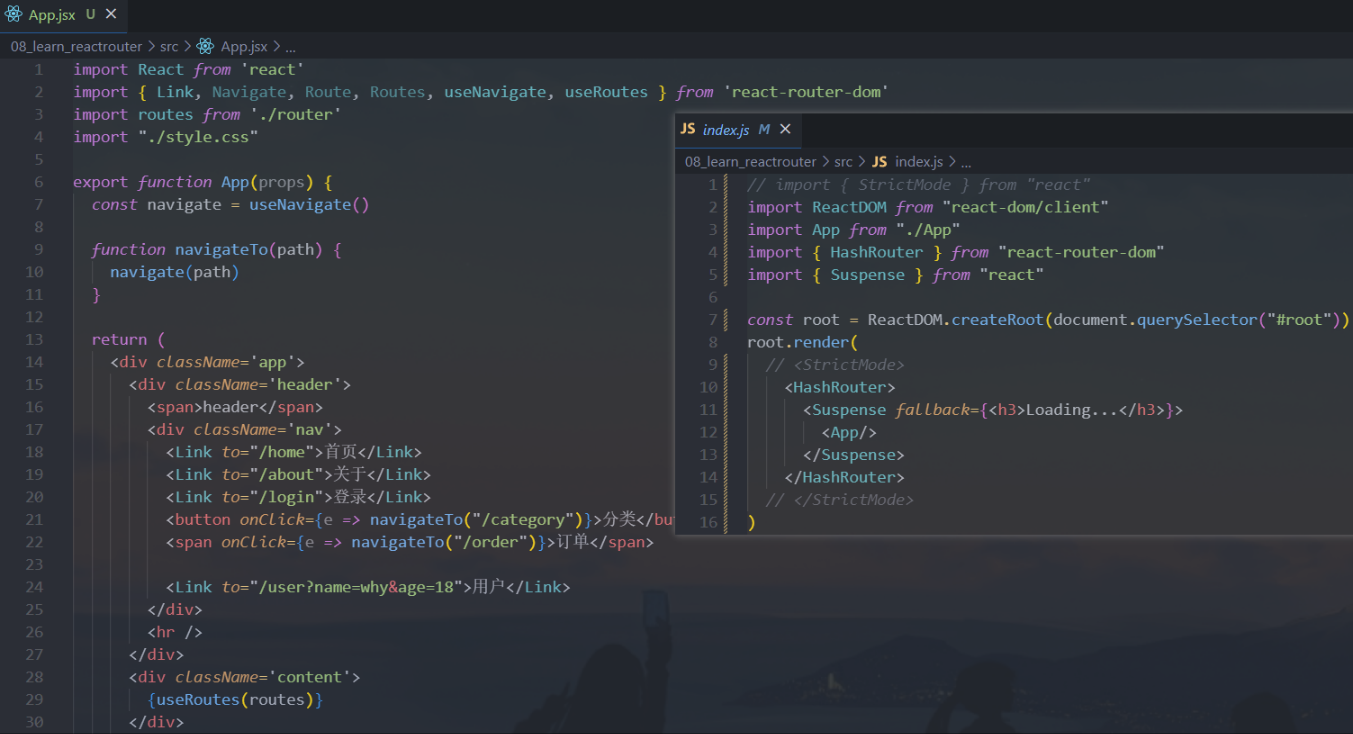 App.jsx U
08_learn_reactrouter > src > App.jsx > ...
1 import React from 'react'
2 import { Link, Navigate, Route, Routes, useNavigate, useRoutes } from 'react-router-dom'
3 import routes from './router'
4 import "./style.css"
5
6 export function App(props) {
7 const navigate = useNavigate()
8
9 function navigateTo(path) {
10 navigate(path)
11 }
12
13 return (
14 <div className='app'>
15 <div className='header'>
16 <span>header</span>
17 <div className='nav'>
18 <Link to="/home">首页</Link>
19 <Link to="/about">关于</Link>
20 <Link to="/login">登录</Link>
21 <button onClick={e => navigateTo("/category")}>分类</bu
22 <span onClick={e => navigateTo("/order")}>订单</span>
23
24 <Link to="/user?name=why&age=18">用户</Link>
25 </div>
26 <hr />
27 </div>
28 <div className='content'>
29 {useRoutes(routes)}
30 </div>
JS index.js M
08_learn_reactrouter > src > JS index.js > ...
1 // import { StrictMode } from "react"
2 import ReactDOM from "react-dom/client"
3 import App from "./App"
4 import { HashRouter } from "react-router-dom"
5 import { Suspense } from "react"
6
7 const root = ReactDOM.createRoot(document.querySelector("#root"))
8 root.render(
9 // <StrictMode>
10 <HashRouter>
11 <Suspense fallback={<h3>Loading...</h3>}>
12 <App/>
13 </Suspense>
14 </HashRouter>
15 // </StrictMode>
16 )